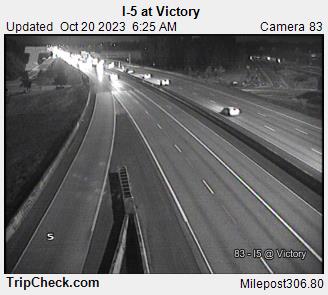 I-5 at Victory
Updated Oct 20 2023 6:25 AM Camera 83
S
83 - I5 @ Victory
TripCheck.com Milepost306.80